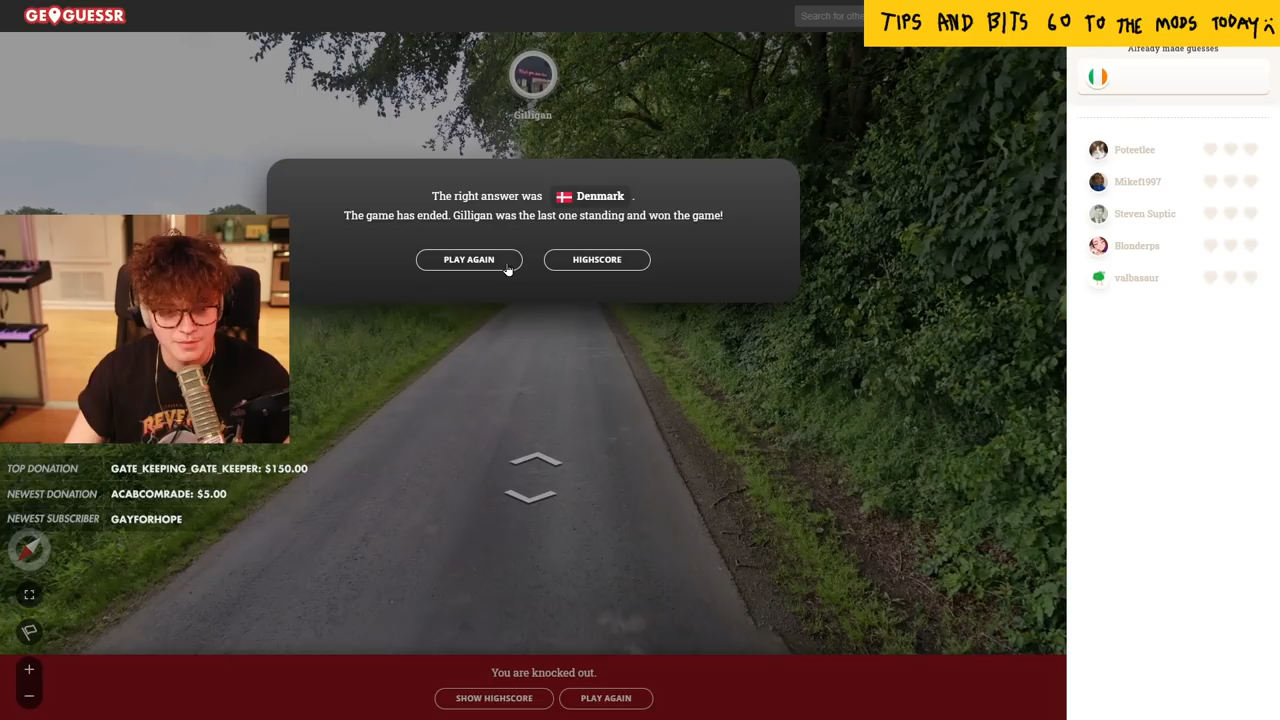 GEOGUESSR
Search for othe
TIPS AND BITS GO TO THE MODS TODAY :(
Already made guesses
Gilligan
The right answer was Denmark .
The game has ended. Gilligan was the last one standing and won the game!
PLAY AGAIN
HIGHSCORE
Poteetlee
Mikef1997
Steven Suptic
Blonderps
valbasaur
TOP DONATION GATE_KEEPING_GATE_KEEPER: $150.00
NEWEST DONATION ACABCOMRADE: $5.00
NEWEST SUBSCRIBER GAYFORHOPE
You are knocked out.
SHOW HIGHSCORE
PLAY AGAIN